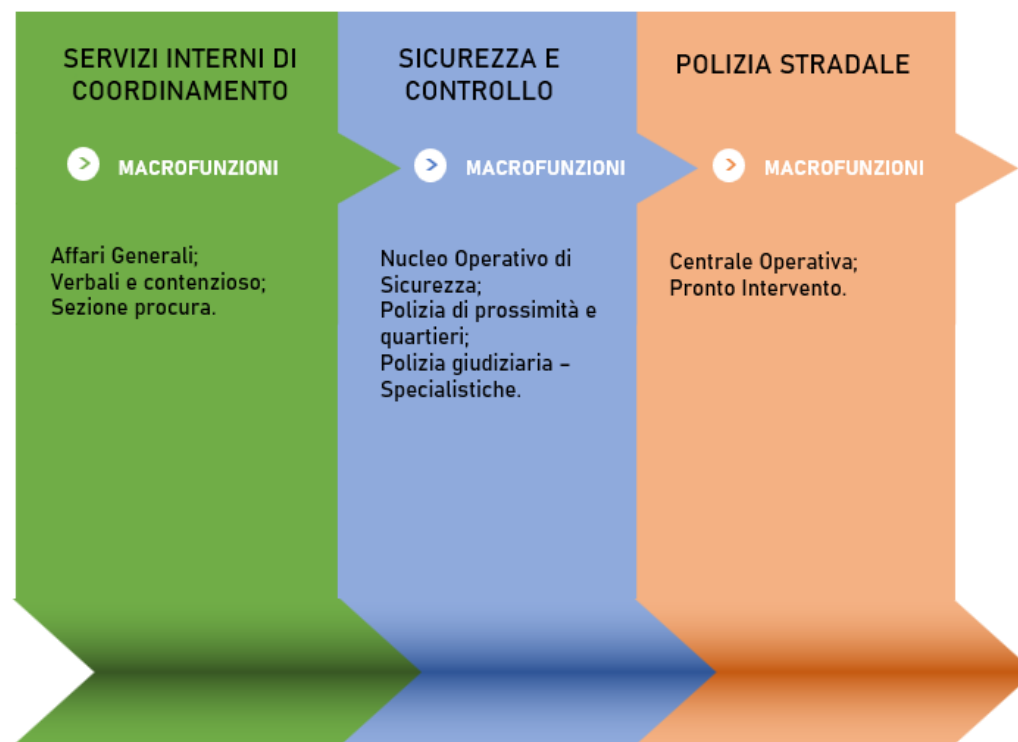 SERVIZI INTERNI DI
COORDINAMENTO
MACROFUNZIONI
Affari Generali;
Verbali e contenzioso;
Sezione procura.
SICUREZZA E
CONTROLLO
MACROFUNZIONI
Nucleo Operativo di
Sicurezza;
Polizia di prossimità e
quartieri;
Polizia giudiziaria –
Specialistiche.
POLIZIA STRADALE
MACROFUNZIONI
Centrale Operativa;
Pronto Intervento.